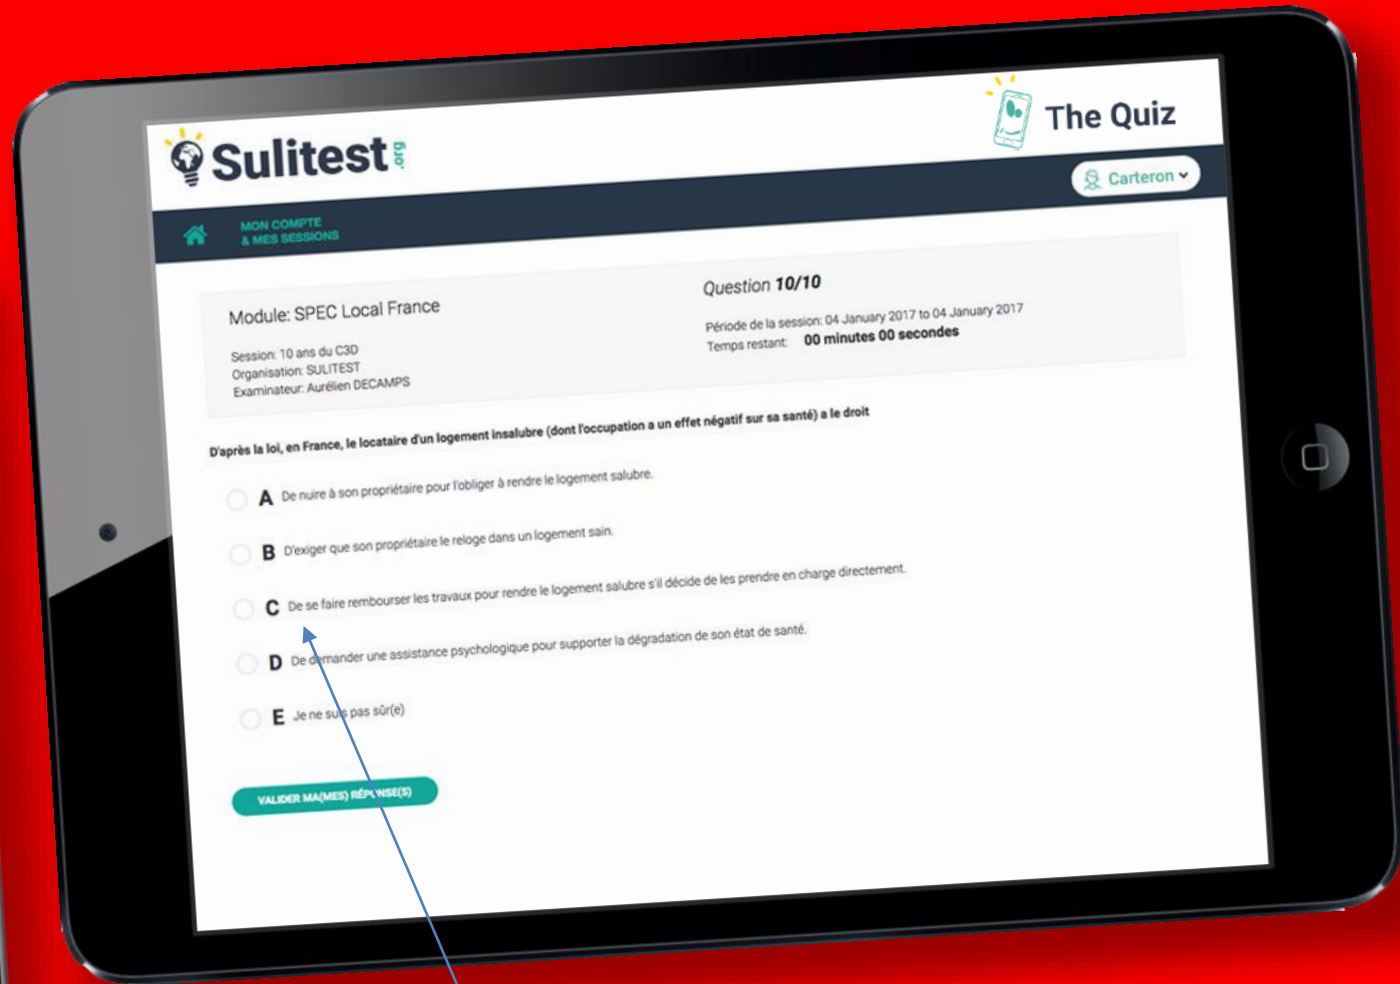 Sulitest.org
The Quiz
MON COMPTE
& MES SESSIONS
Carteron
Module: SPEC Local France
Session: 10 ans du C3D
Organisation: SULITEST
Examinateur: Aurélien DECAMPS
Question 10/10
Période de la session: 04 January 2017 to 04 January 2017
Temps restant: 00 minutes 00 secondes
D'après la loi, en France, le locataire d'un logement insalubre (dont l'occupation a un effet négatif sur sa santé) a le droit
A De nuire à son propriétaire pour l'obliger à rendre le logement salubre.
B D'exiger que son propriétaire le reloge dans un logement sain.
C De se faire rembourser les travaux pour rendre le logement salubre s'il décide de les prendre en charge directement.
D De demander une assistance psychologique pour supporter la dégradation de son état de santé.
E Je ne suis pas sûr(e)
VALIDER MA(MES) RÉPONSE(S)